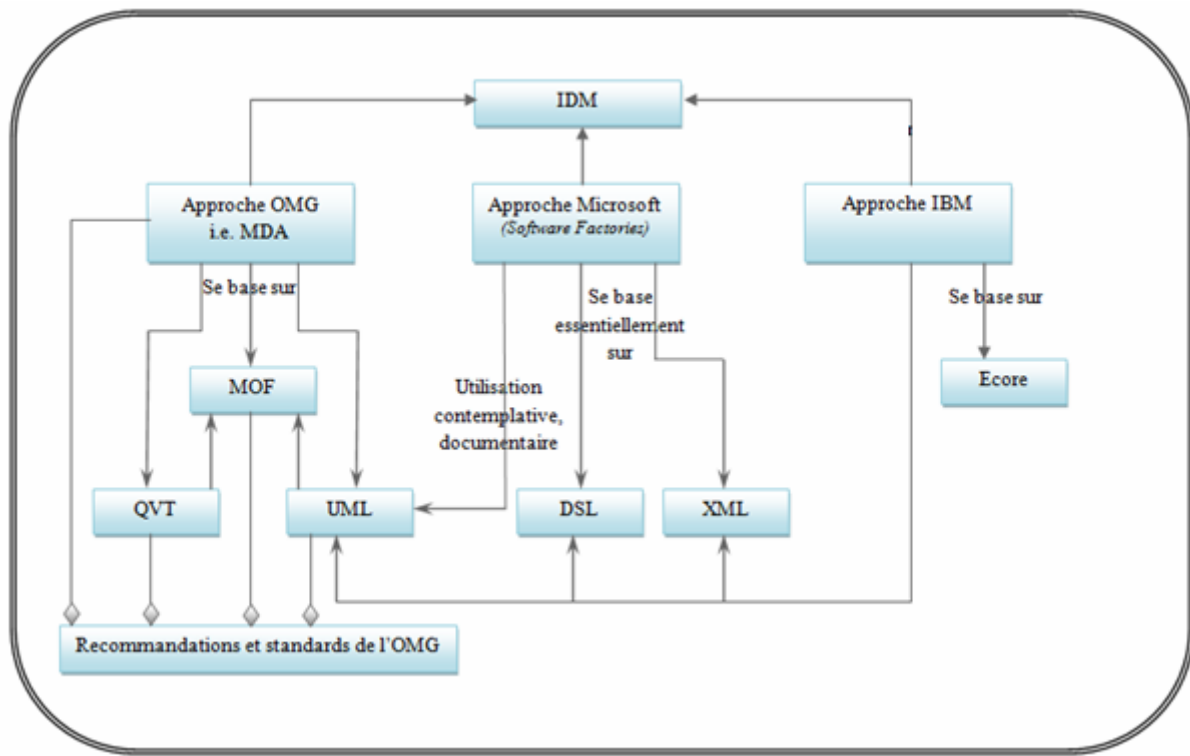 IDM
Approche OMG
i.e. MDA
Approche Microsoft
(Software Factories)
Approche IBM
Se base sur
Se base
essentiellement
sur
Se base sur
MOF
Ecore
Utilisation
contemplative,
documentaire
QVT
UML
DSL
XML
Recommandations et standards de l'OMG